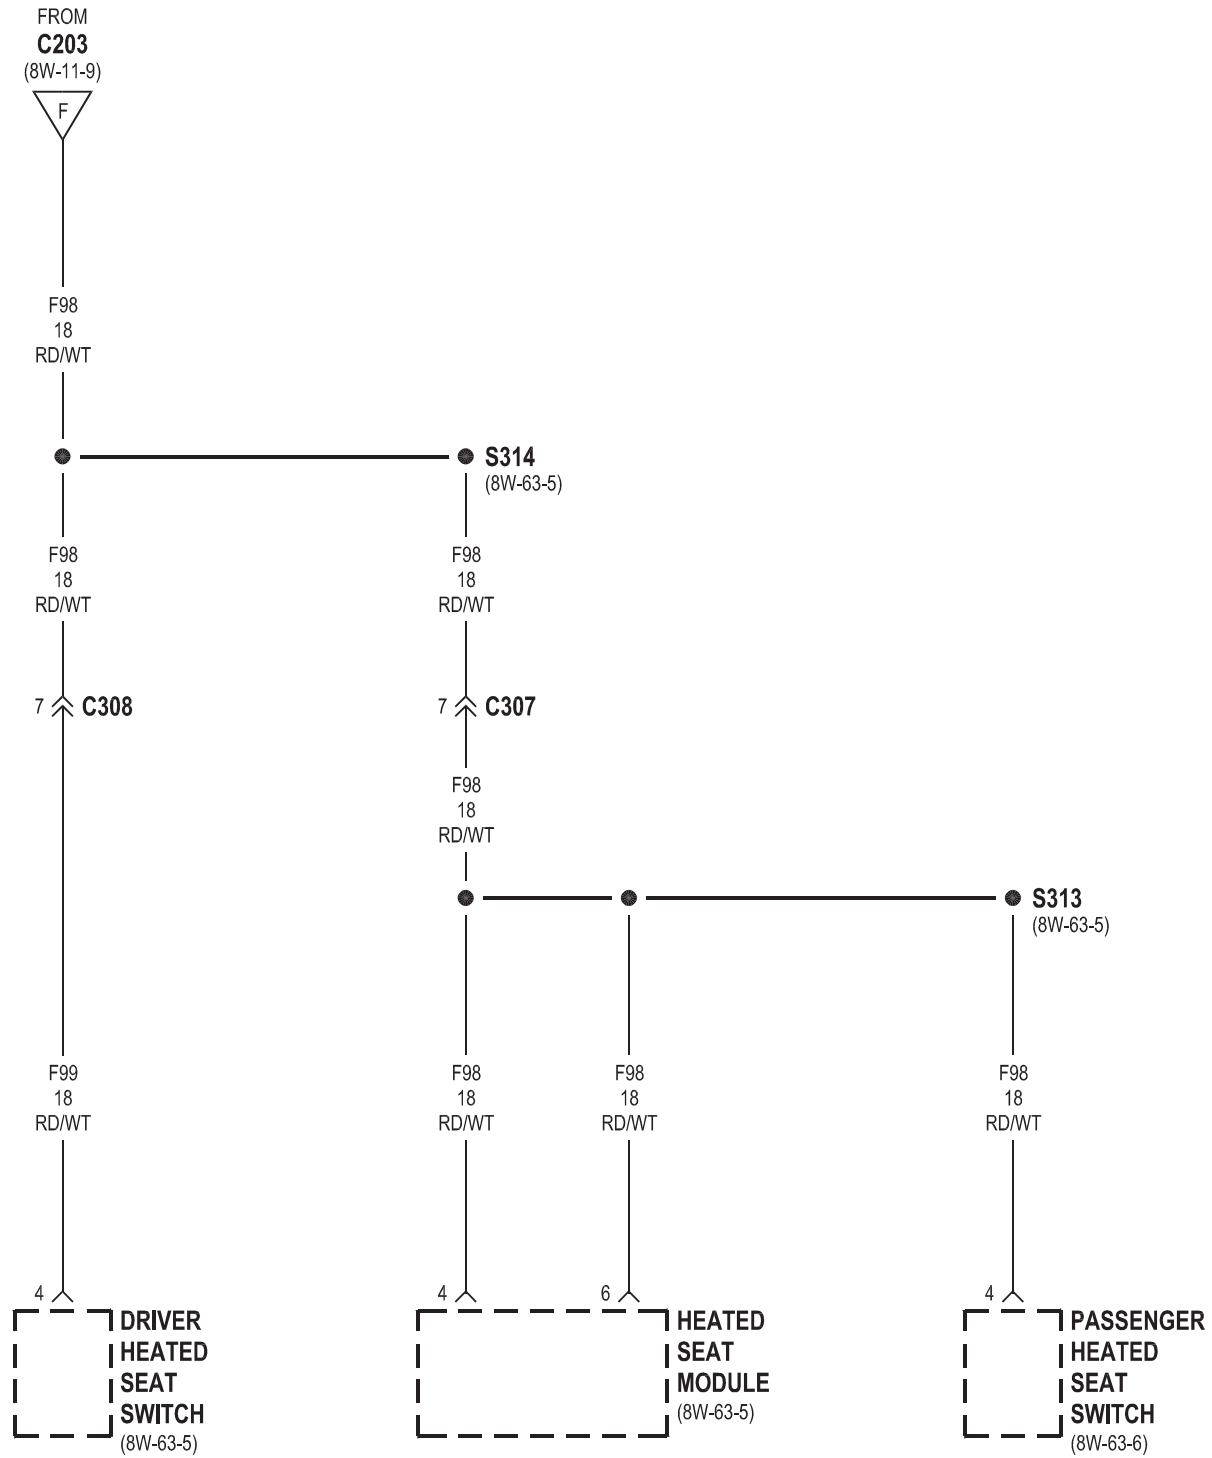 FROM
C203
(8W-11-9)
F
F98
18
RD/WT
S314
(8W-63-5)
F98
18
RD/WT
F98
18
RD/WT
7
C308
7
C307
F98
18
RD/WT
S313
(8W-63-5)
F99
18
RD/WT
F98
18
RD/WT
F98
18
RD/WT
F98
18
RD/WT
4
4
6
4
DRIVER
HEATED
SEAT
SWITCH
(8W-63-5)
HEATED
SEAT
MODULE
(8W-63-5)
PASSENGER
HEATED
SEAT
SWITCH
(8W-63-6)